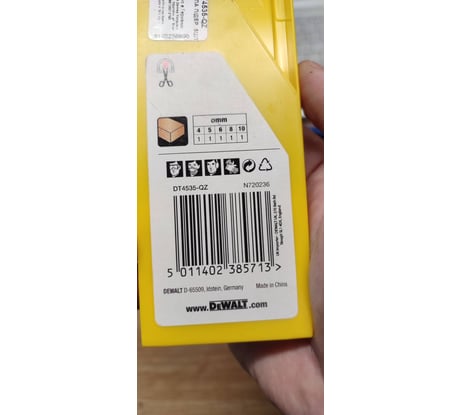 4535-QZ
ømm
4 5 6 8 10
1 1 1 1 1
DT4535-QZ
N720236
5 011402 385713 >
DEWALT D-65509, Idstein, Germany
Made in China
www.DEWALT.com